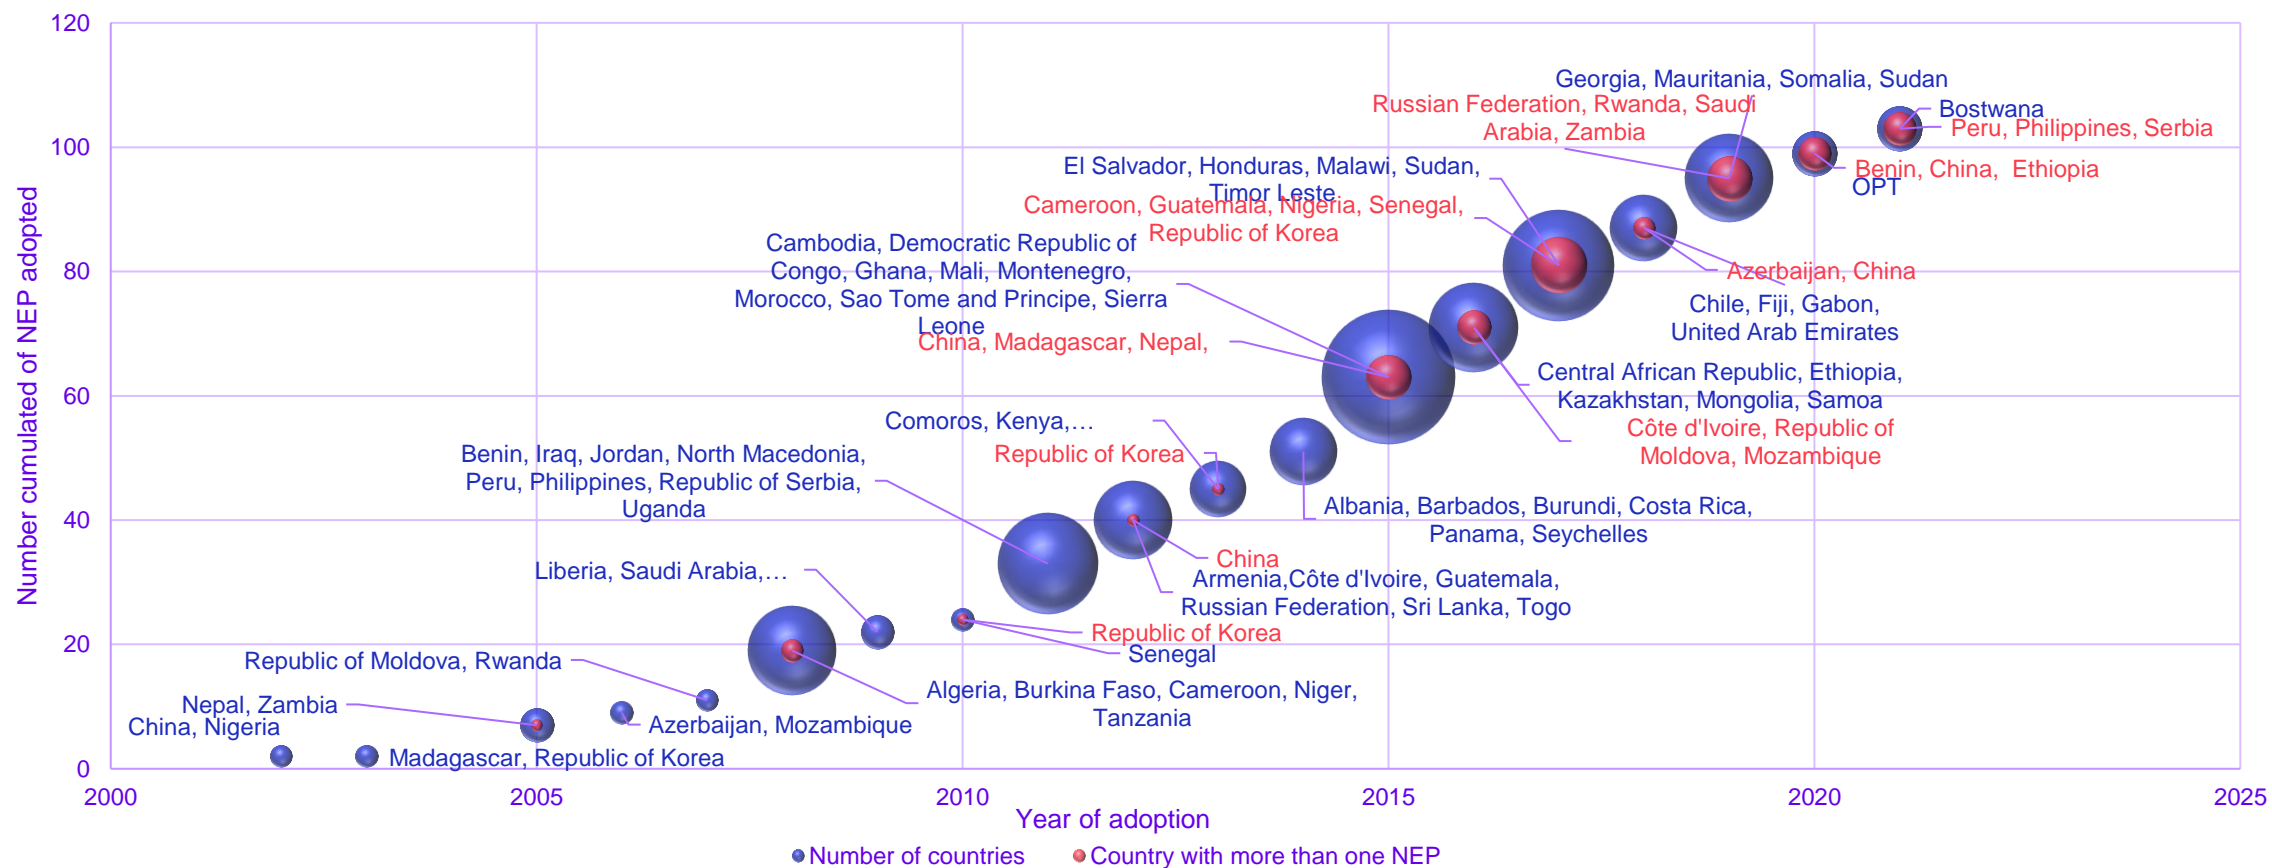 120
100
80
60
40
20
0
Number cumulated of NEP adopted
2000
2005
2010
2015
2020
2025
Year of adoption
Georgia, Mauritania, Somalia, Sudan
Russian Federation, Rwanda, Saudi
Arabia, Zambia
Bostwana
Peru, Philippines, Serbia
Benin, China,  Ethiopia
OPT
El Salvador, Honduras, Malawi, Sudan,
Timor Leste
Cameroon, Guatemala, Nigeria, Senegal,
Republic of Korea
Cambodia, Democratic Republic of
Congo, Ghana, Mali, Montenegro,
Morocco, Sao Tome and Principe, Sierra
Leone
China, Madagascar, Nepal,
Azerbaijan, China
Chile, Fiji, Gabon,
United Arab Emirates
Central African Republic, Ethiopia,
Kazakhstan, Mongolia, Samoa
Côte d'Ivoire, Republic of
Moldova, Mozambique
Comoros, Kenya,…
Republic of Korea
Benin, Iraq, Jordan, North Macedonia,
Peru, Philippines, Republic of Serbia,
Uganda
Albania, Barbados, Burundi, Costa Rica,
Panama, Seychelles
China
Armenia,Côte d'Ivoire, Guatemala,
Russian Federation, Sri Lanka, Togo
Liberia, Saudi Arabia,…
Republic of Korea
Senegal
Republic of Moldova, Rwanda
Algeria, Burkina Faso, Cameroon, Niger,
Tanzania
Nepal, Zambia
China, Nigeria
Azerbaijan, Mozambique
Madagascar, Republic of Korea
Number of countries
Country with more than one NEP